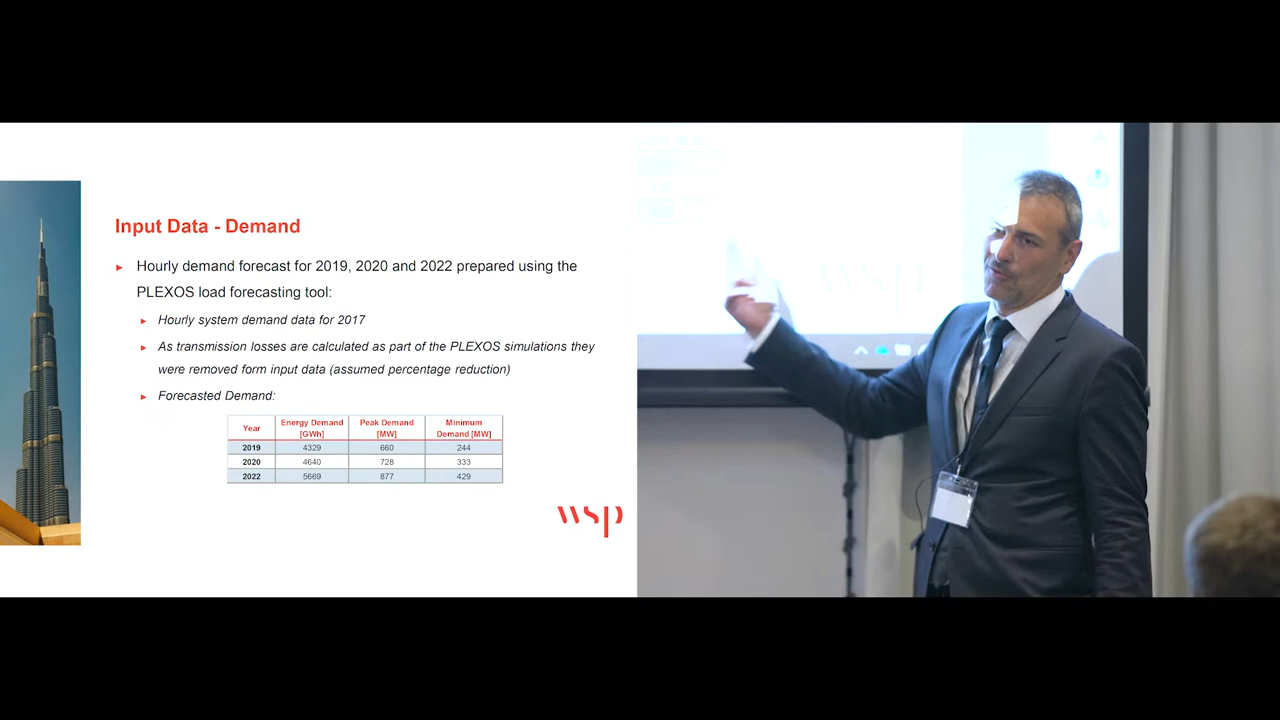 Input Data - Demand
► Hourly demand forecast for 2019, 2020 and 2022 prepared using the
PLEXOS load forecasting tool:
► Hourly system demand data for 2017
► As transmission losses are calculated as part of the PLEXOS simulations they
were removed form input data (assumed percentage reduction)
► Forecasted Demand:
Year Energy Demand [GWh] Peak Demand [MW] Minimum Demand [MW]
2019 4329 660 244
2020 4640 728 333
2022 5669 877 429
wsp
wsp